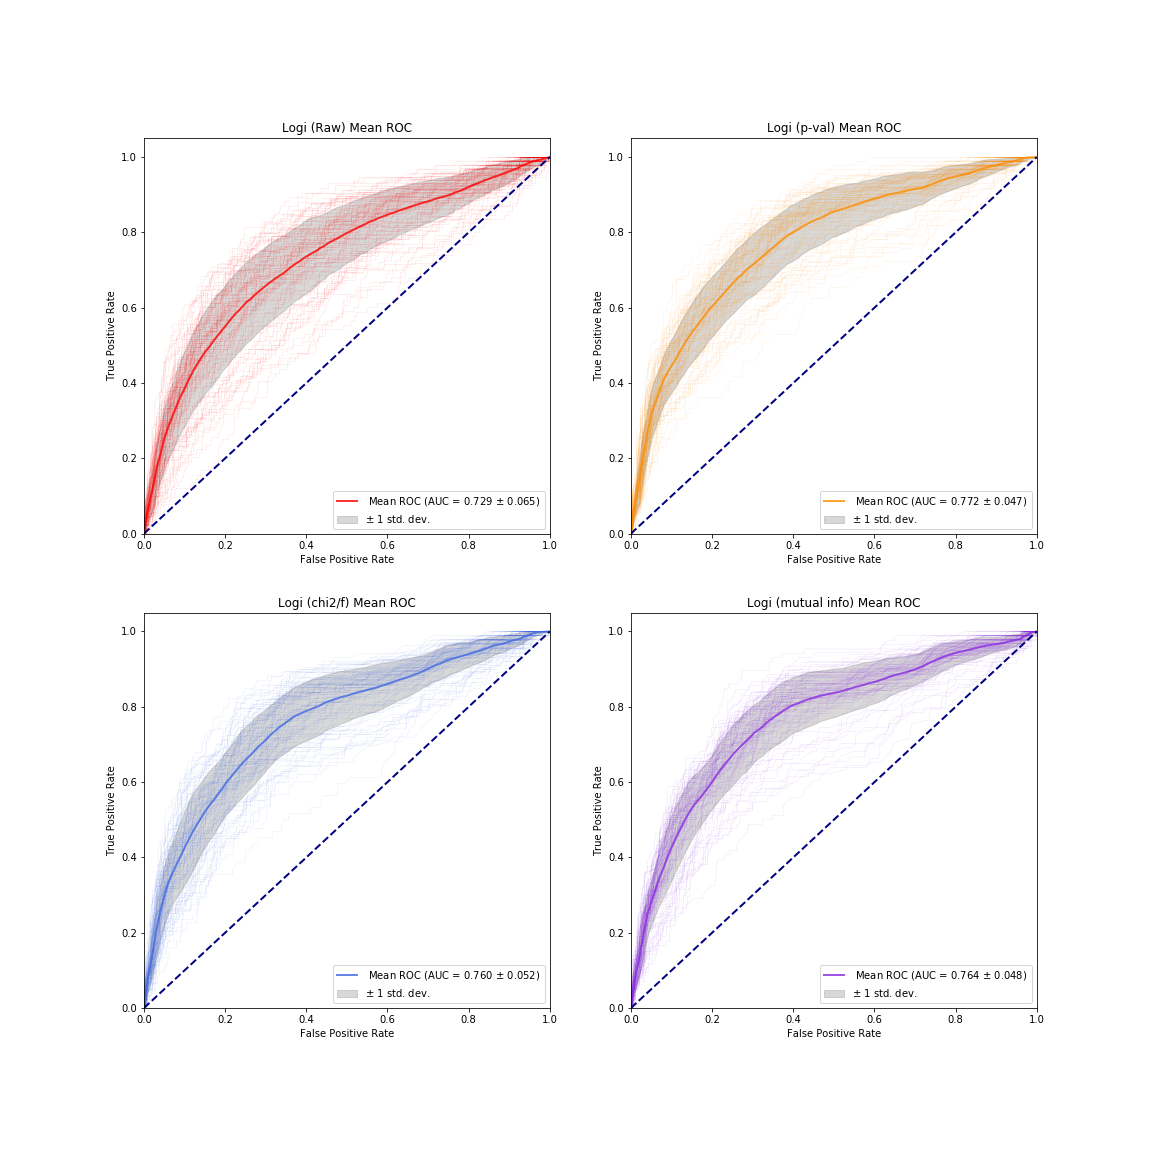 Logi (Raw) Mean ROC
True Positive Rate
1.0
0.8
0.6
0.4
0.2
0.0
Mean ROC (AUC = 0.729 ± 0.065)
± 1 std. dev.
0.0 0.2 0.4 0.6 0.8 1.0
False Positive Rate
Logi (p-val) Mean ROC
True Positive Rate
1.0
0.8
0.6
0.4
0.2
0.0
Mean ROC (AUC = 0.772 ± 0.047)
± 1 std. dev.
0.0 0.2 0.4 0.6 0.8 1.0
False Positive Rate
Logi (chi2/f) Mean ROC
True Positive Rate
1.0
0.8
0.6
0.4
0.2
0.0
Mean ROC (AUC = 0.760 ± 0.052)
± 1 std. dev.
0.0 0.2 0.4 0.6 0.8 1.0
False Positive Rate
Logi (mutual info) Mean ROC
True Positive Rate
1.0
0.8
0.6
0.4
0.2
0.0
Mean ROC (AUC = 0.764 ± 0.048)
± 1 std. dev.
0.0 0.2 0.4 0.6 0.8 1.0
False Positive Rate